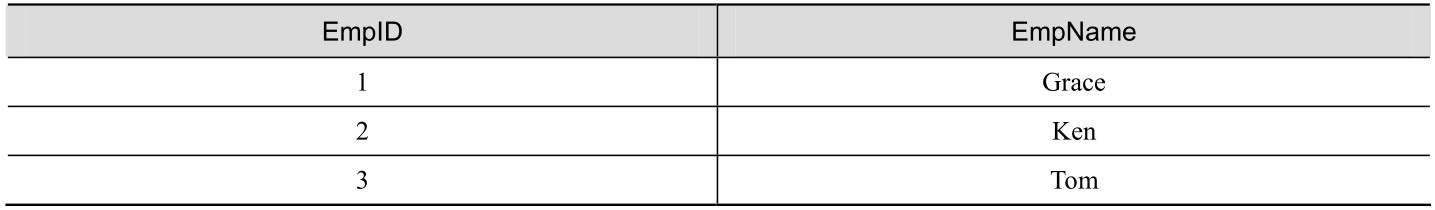 EmpID EmpName
1 Grace
2 Ken
3 Tom